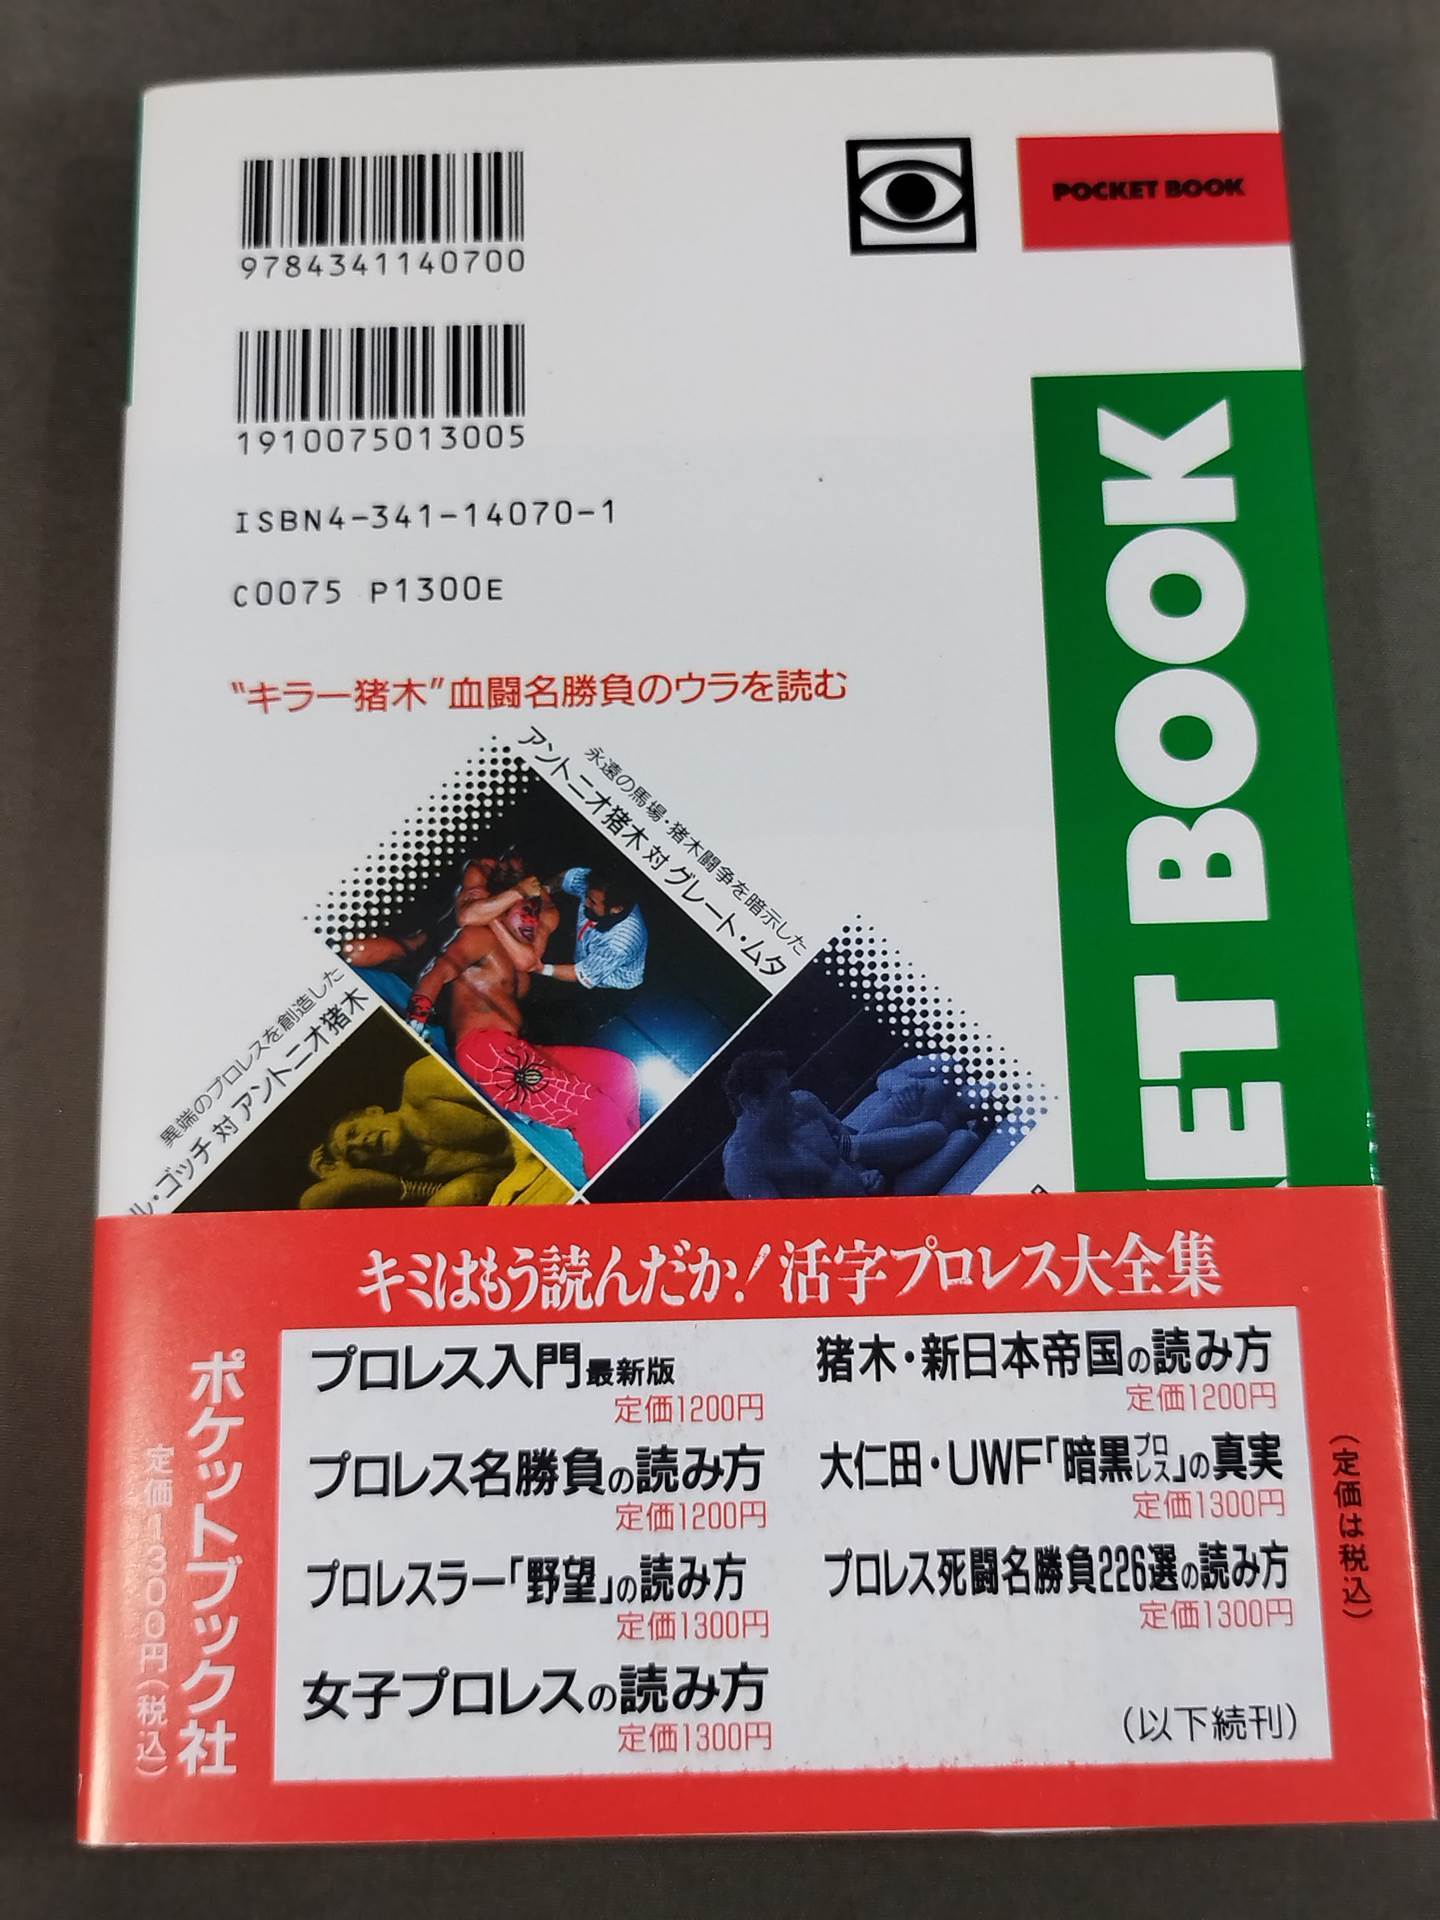 9784341140700
POCKET BOOK
1910075013005
ISBN4-341-14070-1
C0075 P1300E
“キラー猪木”血闘名勝負のウラを読む
永遠の馬場・猪木闘争を暗示した
アントニオ猪木 対 グレート・ムタ
異端のプロレスを創造した
ル・ゴッチ 対 アントニオ猪木
ET BOOK
キミはもう読んだか！活字プロレス大全集
プロレス入門最新版
定価1200円
プロレス名勝負の読み方
定価1200円
プロレスラー「野望」の読み方
定価1300円
女子プロレスの読み方
定価1300円
猪木・新日本帝国の読み方
定価1200円
大仁田・UWF「暗黒プロレス」の真実
定価1300円
プロレス死闘名勝負226選の読み方
定価1300円
（以下続刊）
（定価は税込）
ポケットブック社
定価1300円（税込）